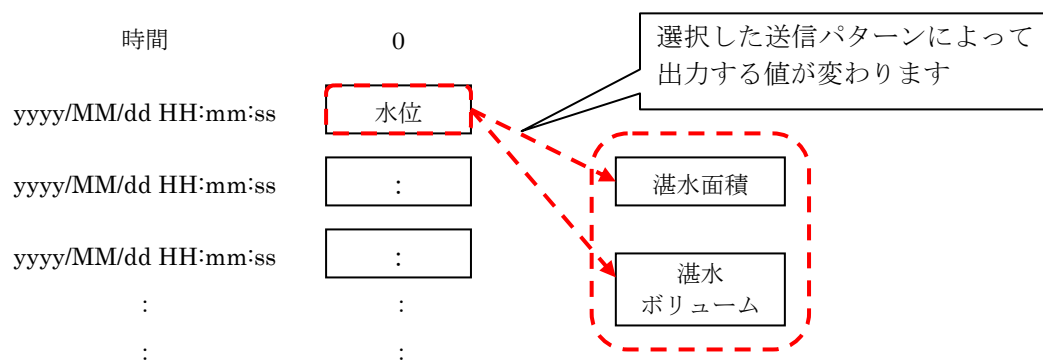 時間
0
選択した送信パターンによって
出力する値が変わります
yyyy/MM/dd HH:mm:ss
水位
yyyy/MM/dd HH:mm:ss
:
湛水面積
yyyy/MM/dd HH:mm:ss
:
湛水
ボリューム
:
:
:
: